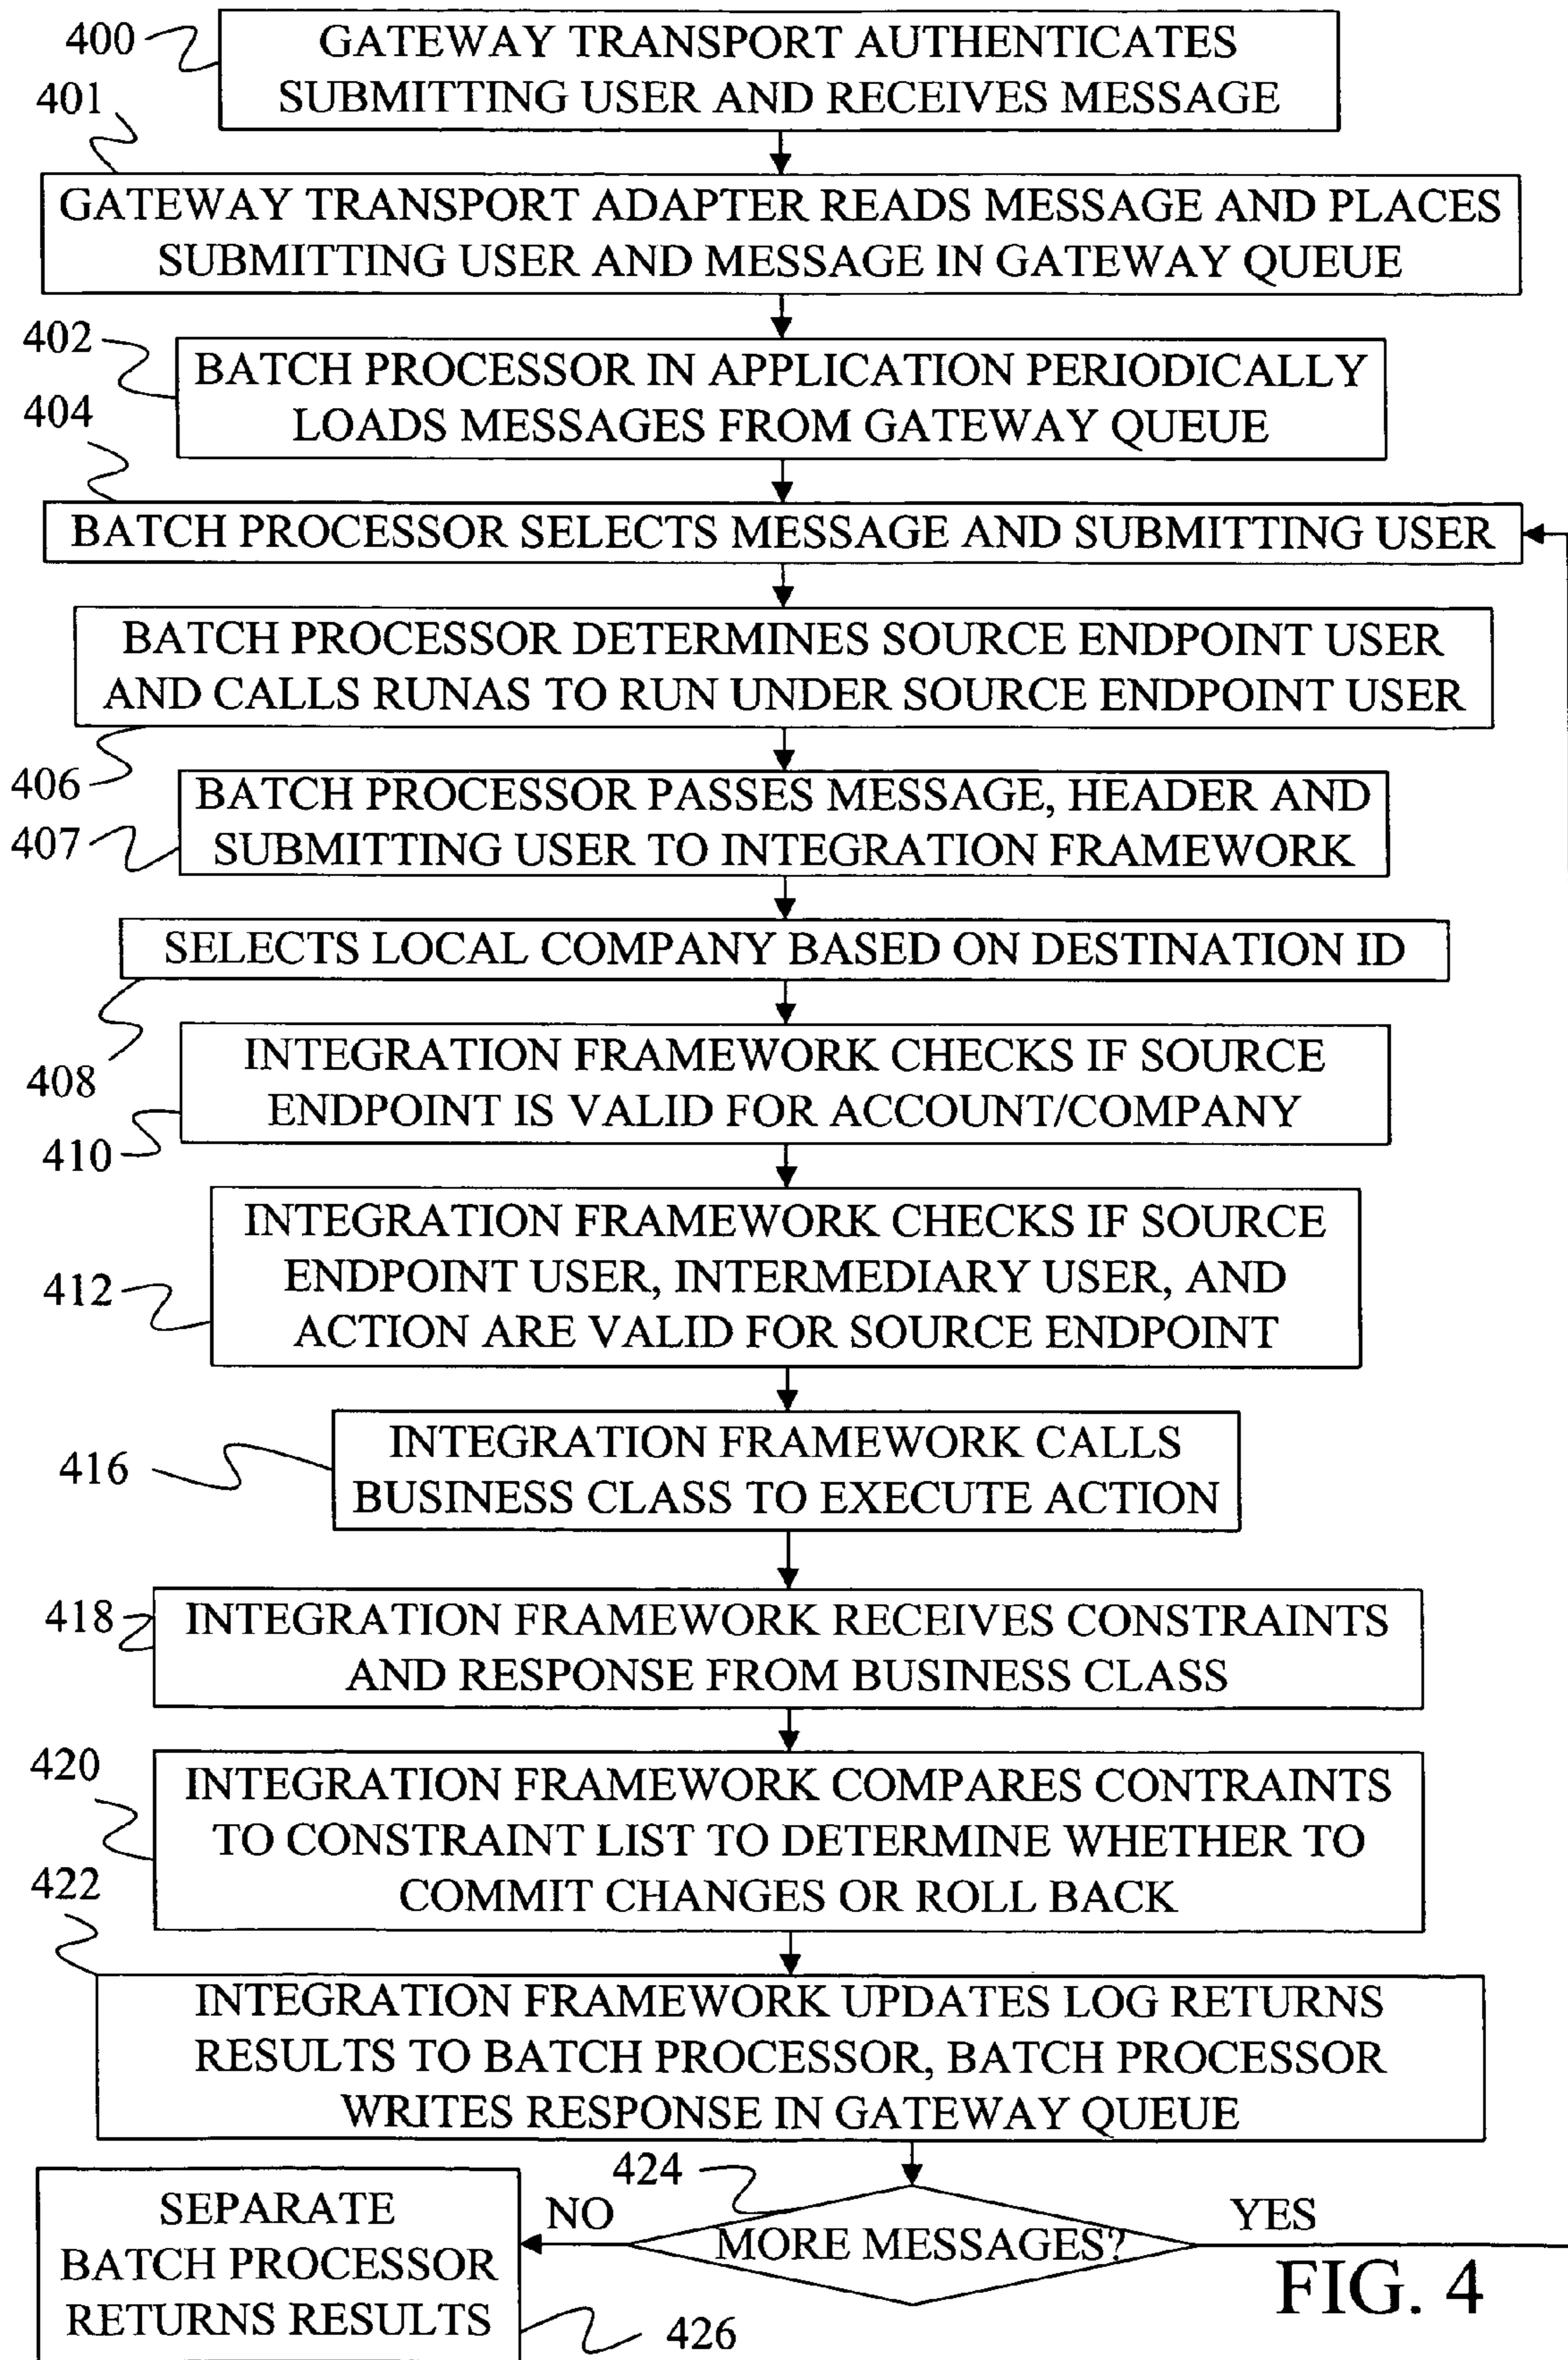 400
GATEWAY TRANSPORT AUTHENTICATES
SUBMITTING USER AND RECEIVES MESSAGE
401
GATEWAY TRANSPORT ADAPTER READS MESSAGE AND PLACES
SUBMITTING USER AND MESSAGE IN GATEWAY QUEUE
402
BATCH PROCESSOR IN APPLICATION PERIODICALLY
LOADS MESSAGES FROM GATEWAY QUEUE
404
BATCH PROCESSOR SELECTS MESSAGE AND SUBMITTING USER
BATCH PROCESSOR DETERMINES SOURCE ENDPOINT USER
AND CALLS RUNAS TO RUN UNDER SOURCE ENDPOINT USER
406
BATCH PROCESSOR PASSES MESSAGE, HEADER AND
SUBMITTING USER TO INTEGRATION FRAMEWORK
407
SELECTS LOCAL COMPANY BASED ON DESTINATION ID
408
INTEGRATION FRAMEWORK CHECKS IF SOURCE
ENDPOINT IS VALID FOR ACCOUNT/COMPANY
410
INTEGRATION FRAMEWORK CHECKS IF SOURCE
ENDPOINT USER, INTERMEDIARY USER, AND
ACTION ARE VALID FOR SOURCE ENDPOINT
412
INTEGRATION FRAMEWORK CALLS
BUSINESS CLASS TO EXECUTE ACTION
416
418
INTEGRATION FRAMEWORK RECEIVES CONSTRAINTS
AND RESPONSE FROM BUSINESS CLASS
420
INTEGRATION FRAMEWORK COMPARES CONTRAINTS
TO CONSTRAINT LIST TO DETERMINE WHETHER TO
COMMIT CHANGES OR ROLL BACK
422
INTEGRATION FRAMEWORK UPDATES LOG RETURNS
RESULTS TO BATCH PROCESSOR, BATCH PROCESSOR
WRITES RESPONSE IN GATEWAY QUEUE
424
MORE MESSAGES?
YES
NO
SEPARATE
BATCH PROCESSOR
RETURNS RESULTS
426
FIG. 4